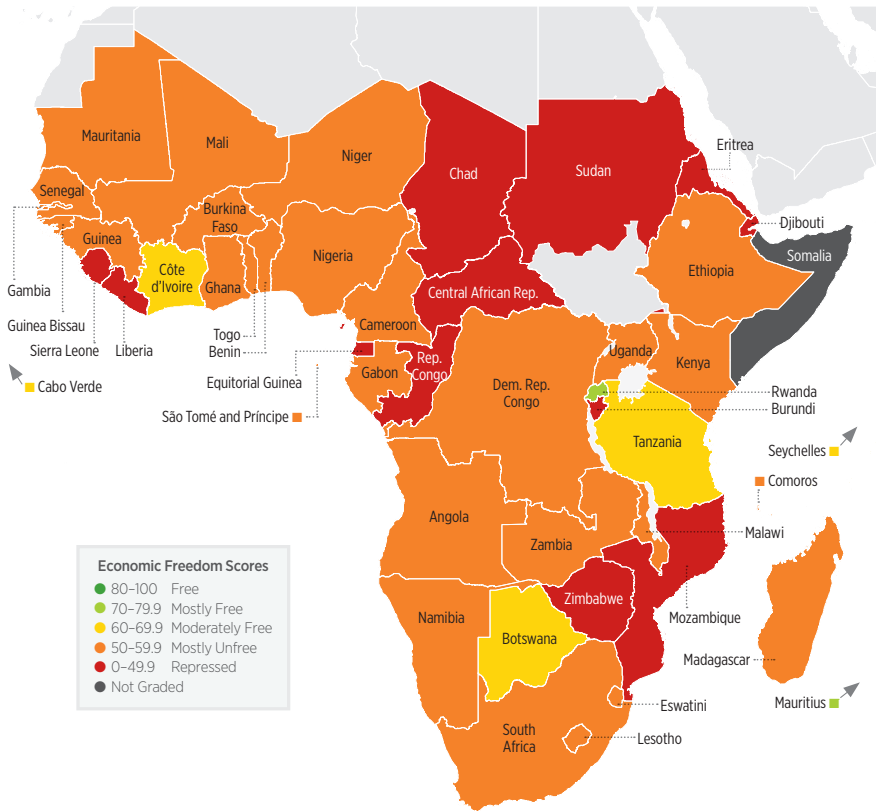 Mauritania
Mali
Niger
Chad
Sudan
Eritrea
Senegal
Burkina
Faso
Djibouti
Guinea
Nigeria
Somalia
Côte
d'Ivoire
Ghana
Ethiopia
Gambia
Central African Rep.
Guinea Bissau
Cameroon
Togo
Sierra Leone
Liberia
Benin
Uganda
Kenya
Rep.
Congo
Gabon
Equitorial Guinea
Cabo Verde
Dem. Rep.
Congo
Rwanda
Burundi
São Tomé and Príncipe
Tanzania
Seychelles
Comoros
Angola
Malawi
Zambia
Economic Freedom Scores
80–100 Free
70–79.9 Mostly Free
60–69.9 Moderately Free
50–59.9 Mostly Unfree
0–49.9 Repressed
Not Graded
Zimbabwe
Namibia
Mozambique
Botswana
Madagascar
Mauritius
Eswatini
South
Africa
Lesotho